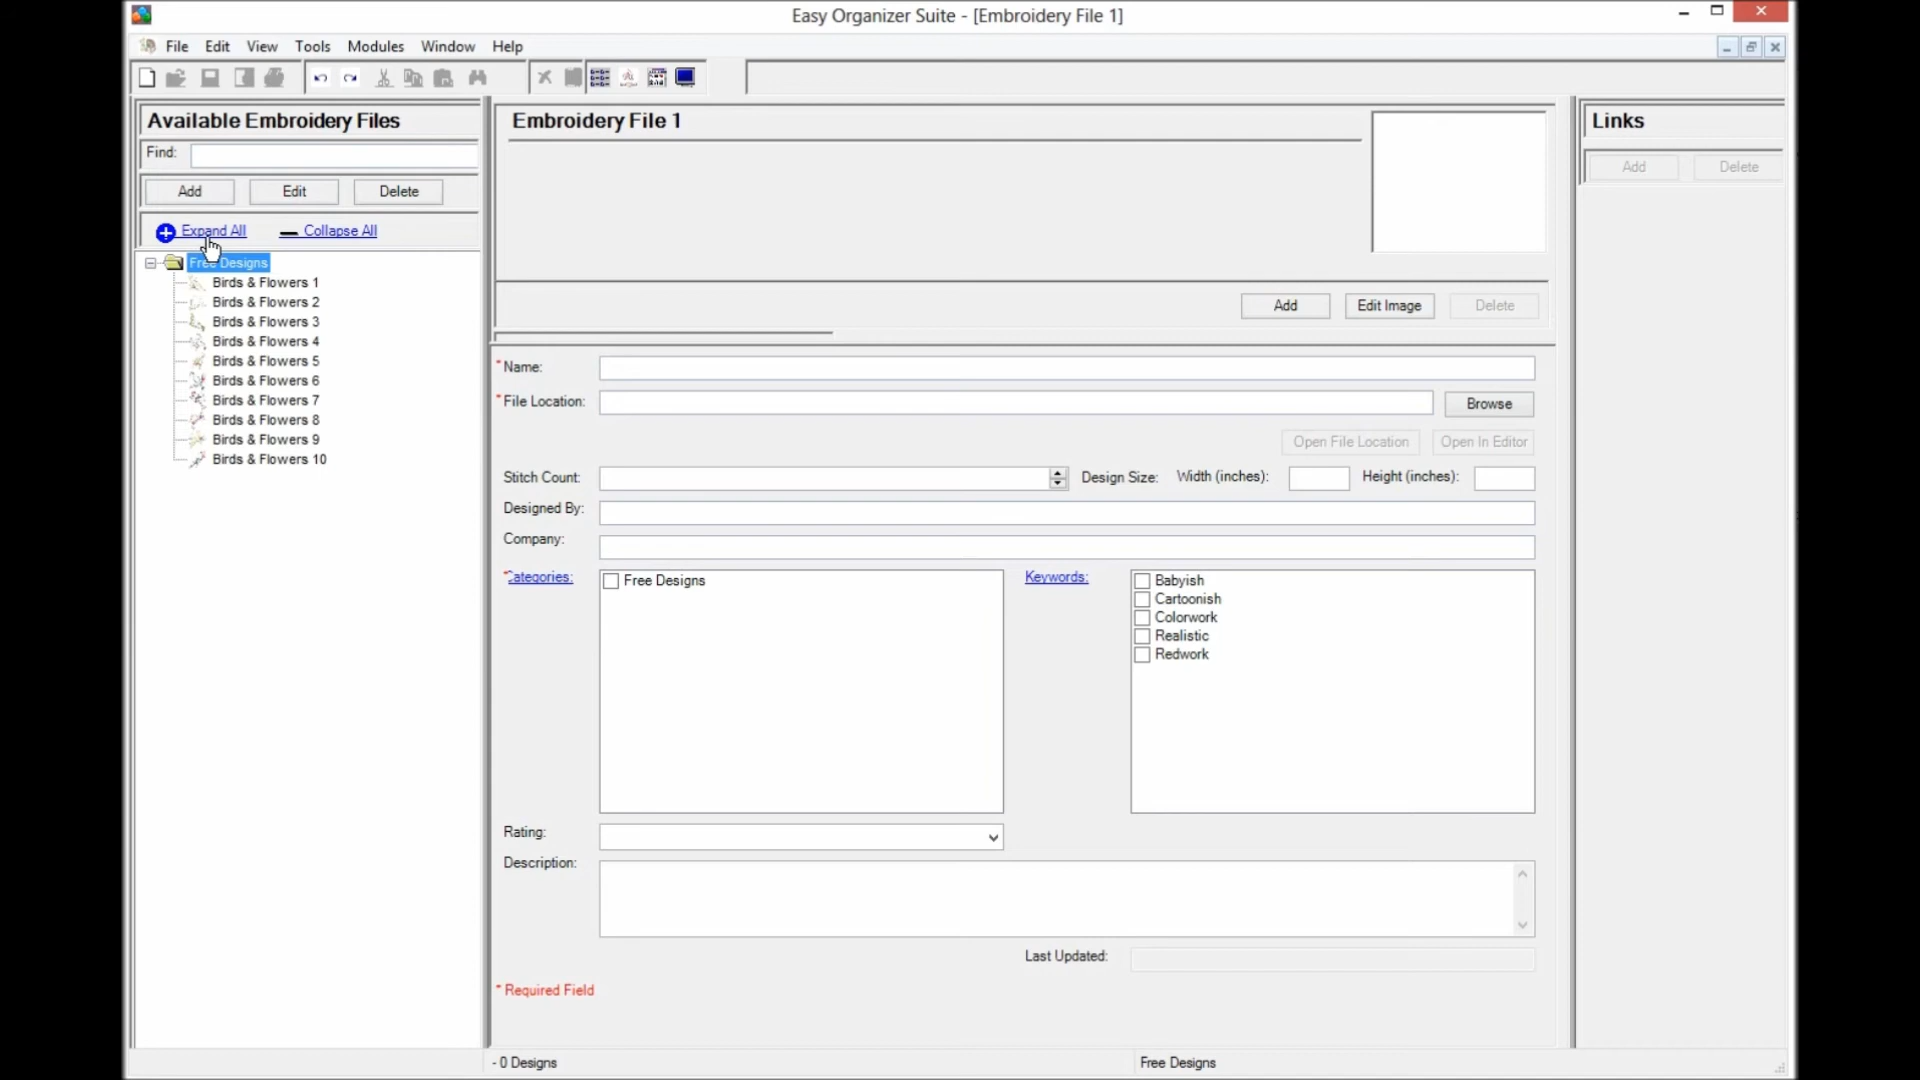 Easy Organizer Suite - [Embroidery File 1]
File Edit View Tools Modules Window Help
Available Embroidery Files
Find:
Add Edit Delete
Expand All Collapse All
Free Designs
Birds & Flowers 1
Birds & Flowers 2
Birds & Flowers 3
Birds & Flowers 4
Birds & Flowers 5
Birds & Flowers 6
Birds & Flowers 7
Birds & Flowers 8
Birds & Flowers 9
Birds & Flowers 10
Embroidery File 1
Add Edit Image Delete
* Name:
* File Location:
Browse
Open File Location Open In Editor
Stitch Count:
Design Size: Width (inches): Height (inches):
Designed By:
Company:
* Categories:
Free Designs
Keywords:
Babyish
Cartoonish
Colorwork
Realistic
Redwork
Rating:
Description:
Last Updated:
* Required Field
Links
Add Delete
- 0 Designs
Free Designs